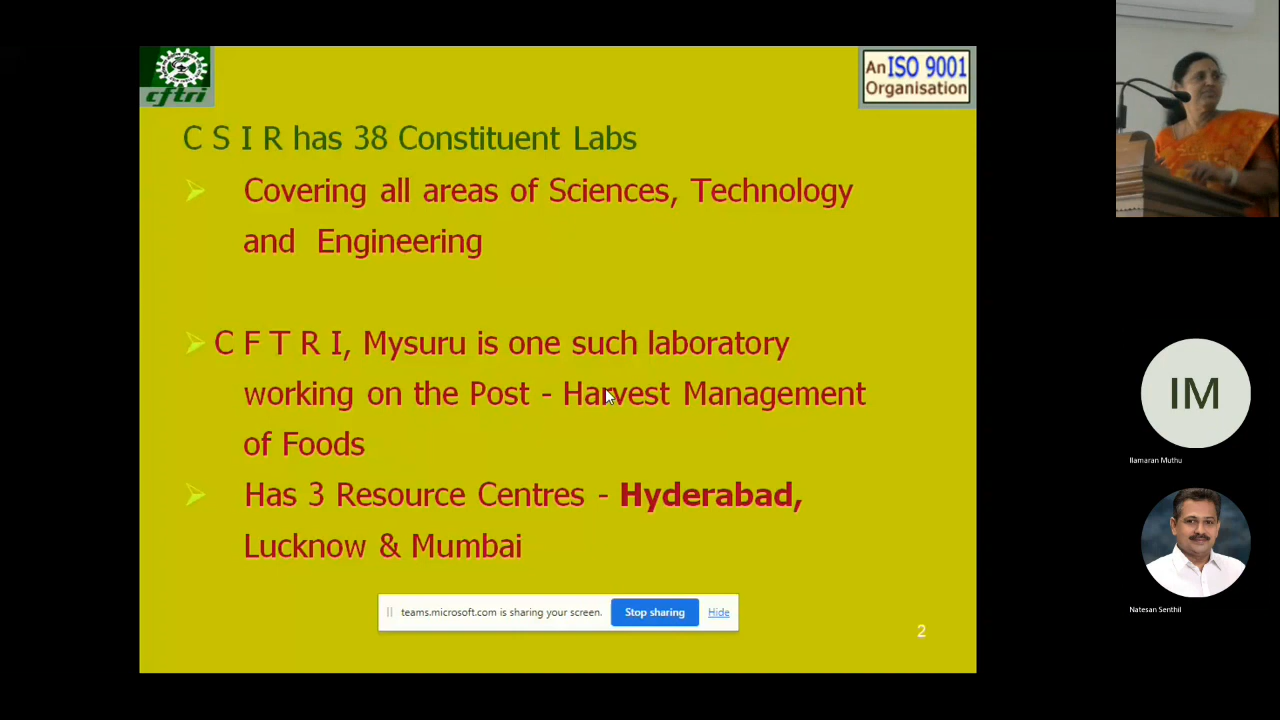 cftri
An ISO 9001
Organisation
C S I R has 38 Constituent Labs
Covering all areas of Sciences, Technology
and Engineering
C F T R I, Mysuru is one such laboratory
working on the Post - Harvest Management
of Foods
Has 3 Resource Centres - Hyderabad,
Lucknow & Mumbai
teams.microsoft.com is sharing your screen. Stop sharing Hide
2
IM
Ilamaran Muthu
Natesan Senthil